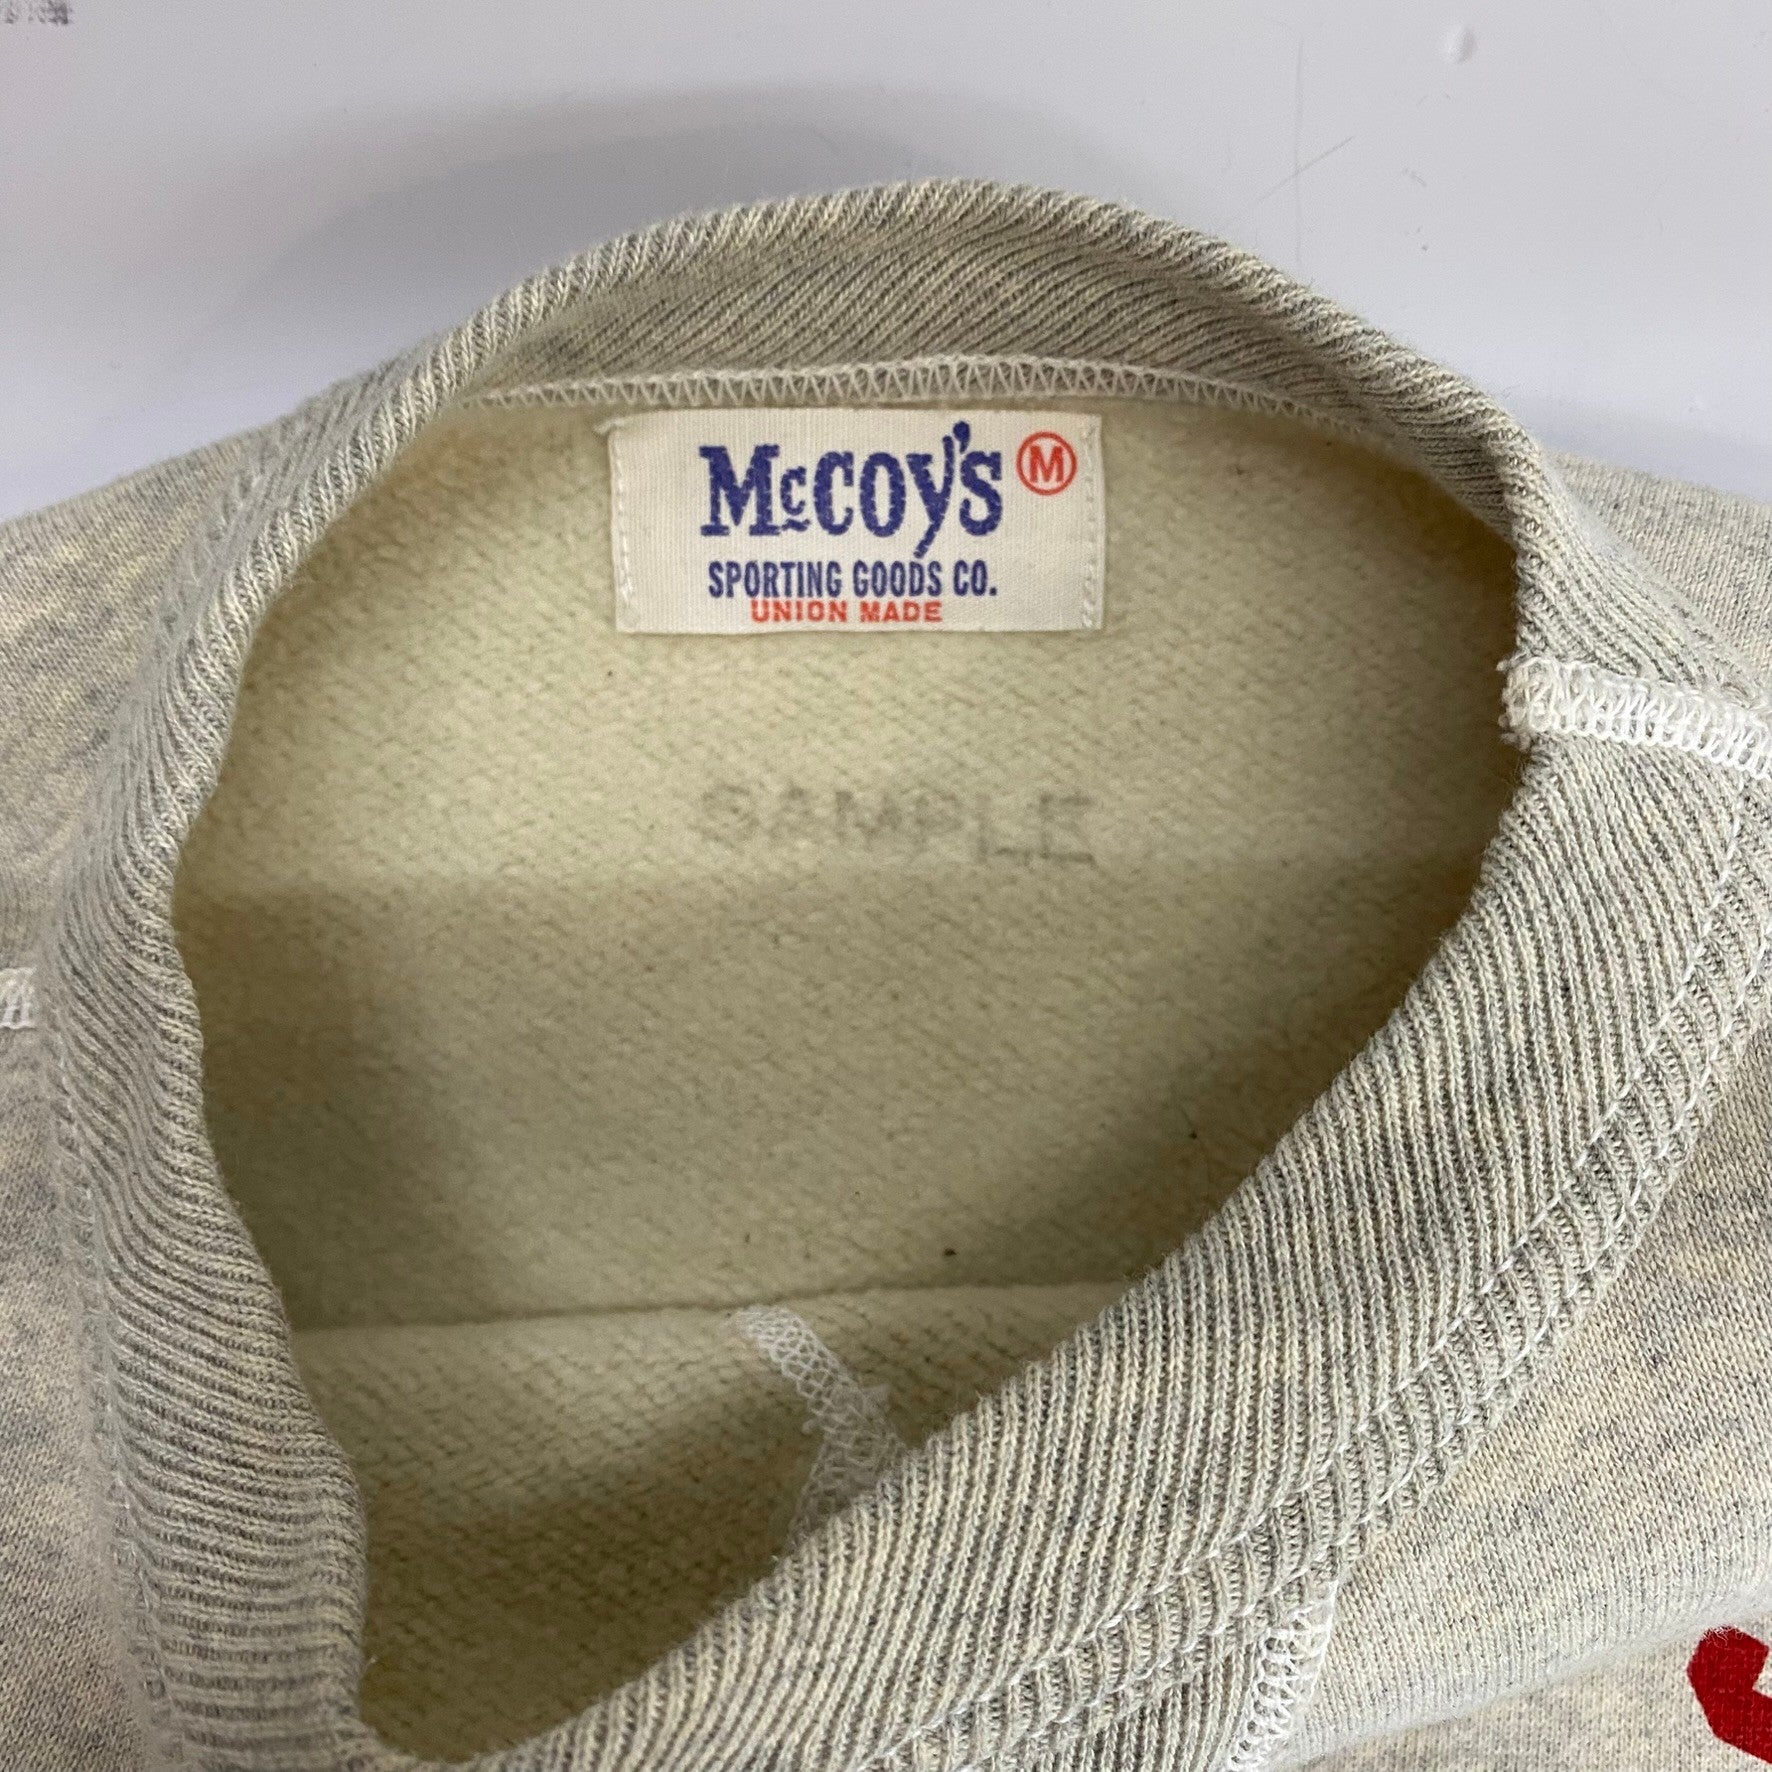 McCOY'S Ⓜ
SPORTING GOODS CO.
UNION MADE
SAMPLE